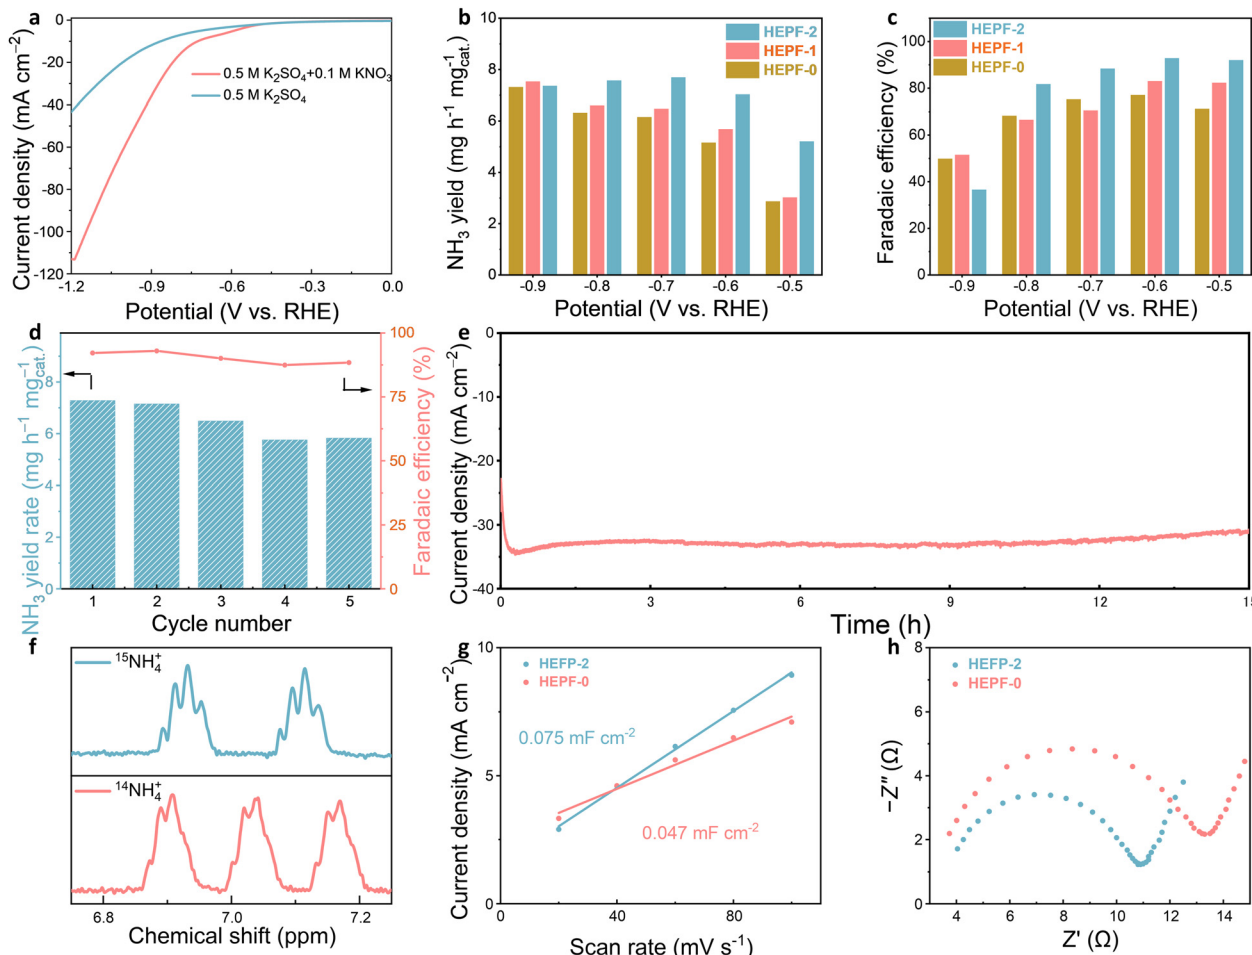 a
0
-20
-40
-60
-80
-100
-120
Current density (mA cm⁻²)
0.5 M K₂SO₄+0.1 M KNO₃
0.5 M K₂SO₄
-1.2 -0.9 -0.6 -0.3 0.0
Potential (V vs. RHE)
b
10
8
6
4
2
0
NH₃ yield (mg h⁻¹ mg⁻¹cat.)
HEPF-2
HEPF-1
HEPF-0
-0.9 -0.8 -0.7 -0.6 -0.5
Potential (V vs. RHE)
c
100
80
60
40
20
0
Faradaic efficiency (%)
HEPF-2
HEPF-1
HEPF-0
-0.9 -0.8 -0.7 -0.6 -0.5
Potential (V vs. RHE)
d
8
6
4
2
0
NH₃ yield rate (mg h⁻¹ mg⁻¹cat.)
100
75
50
25
0
Faradaic efficiency (%)
1 2 3 4 5
Cycle number
e
0
-10
-20
-30
-40
Current density (mA cm⁻²)
0 3 6 9 12 15
Time (h)
f
¹⁵NH₄⁺
¹⁴NH₄⁺
6.8 7.0 7.2
Chemical shift (ppm)
g
10
5
0
Current density (mA cm⁻²)
HEFP-2
HEPF-0
0.075 mF cm⁻²
0.047 mF cm⁻²
0 40 80
Scan rate (mV s⁻¹)
h
8
6
4
2
0
−Z″ (Ω)
HEFP-2
HEPF-0
4 6 8 10 12 14
Z' (Ω)